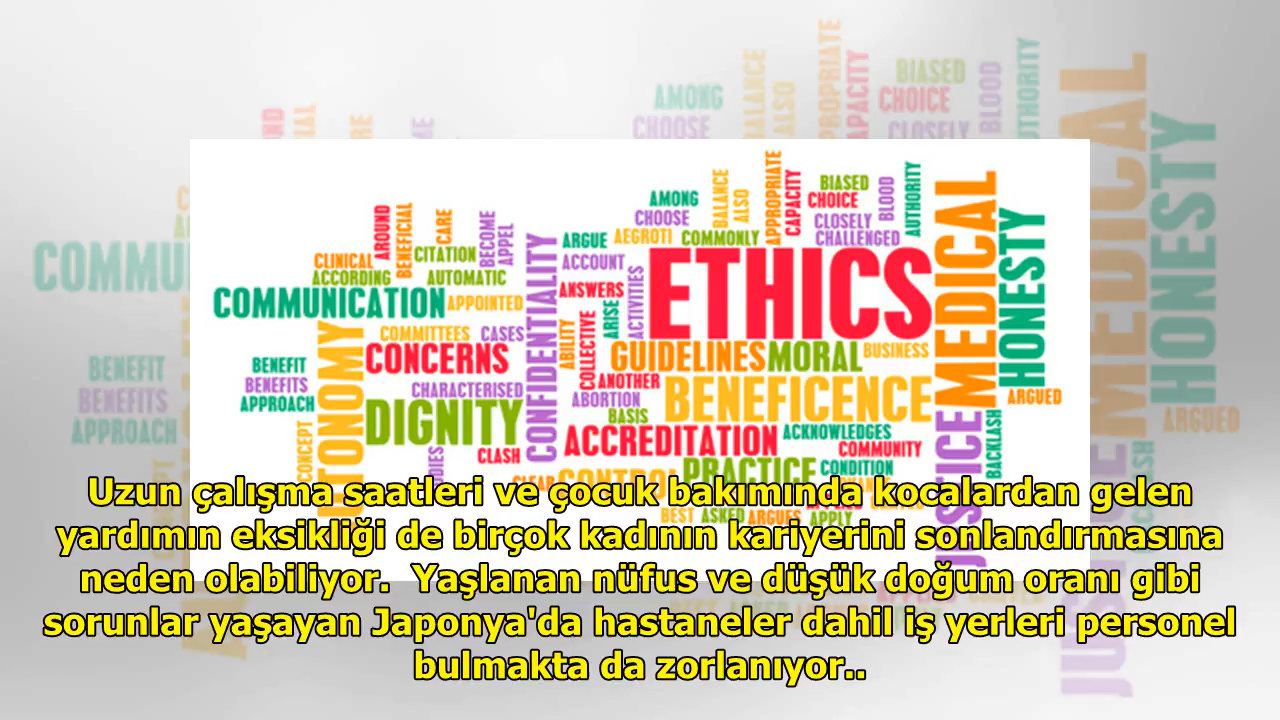 AMONG
CHOOSE
BALANCE
ALSO
APPROPRIATE
CAPACITY
BIASED
CHOICE
CLOSELY
CHALLENGED
BLOOD
AUTHORITY
MEDICAL
HONESTY
AROUND
BENEFICIAL
CARE
BECOME
APPEL
CLINICAL
ACCORDING
CITATION
AUTOMATIC
COMMUNICATION
APPOINTED
COMMITTEES
CASES
CONFIDENTIALITY
ARGUE
AEGROTI
COMMONLY
ACCOUNT
ANSWERS
ACTIVITIES
ARISE
COLLECTIVE
ABILITY
ETHICS
GUIDELINES
MORAL
BUSINESS
BENEFIT
BENEFITS
APPROACH
CONCERNS
CHARACTERISED
DIGNITY
CONCEPT
CLASH
ANOTHER
ABORTION
BASIS
BENEFICENCE
ACCREDITATION
ACKNOWLEDGES
COMMUNITY
ARGUED
BACKLASH
JUSTICE
PRACTICE
CONDITION
BEST
ASKED
ARGUES
APPLY
Uzun çalışma saatleri ve çocuk bakımında kocalardan gelen
yardımın eksikliği de birçok kadının kariyerini sonlandırmasına
neden olabiliyor.  Yaşlanan nüfus ve düşük doğum oranı gibi
sorunlar yaşayan Japonya'da hastaneler dahil iş yerleri personel
bulmakta da zorlanıyor..